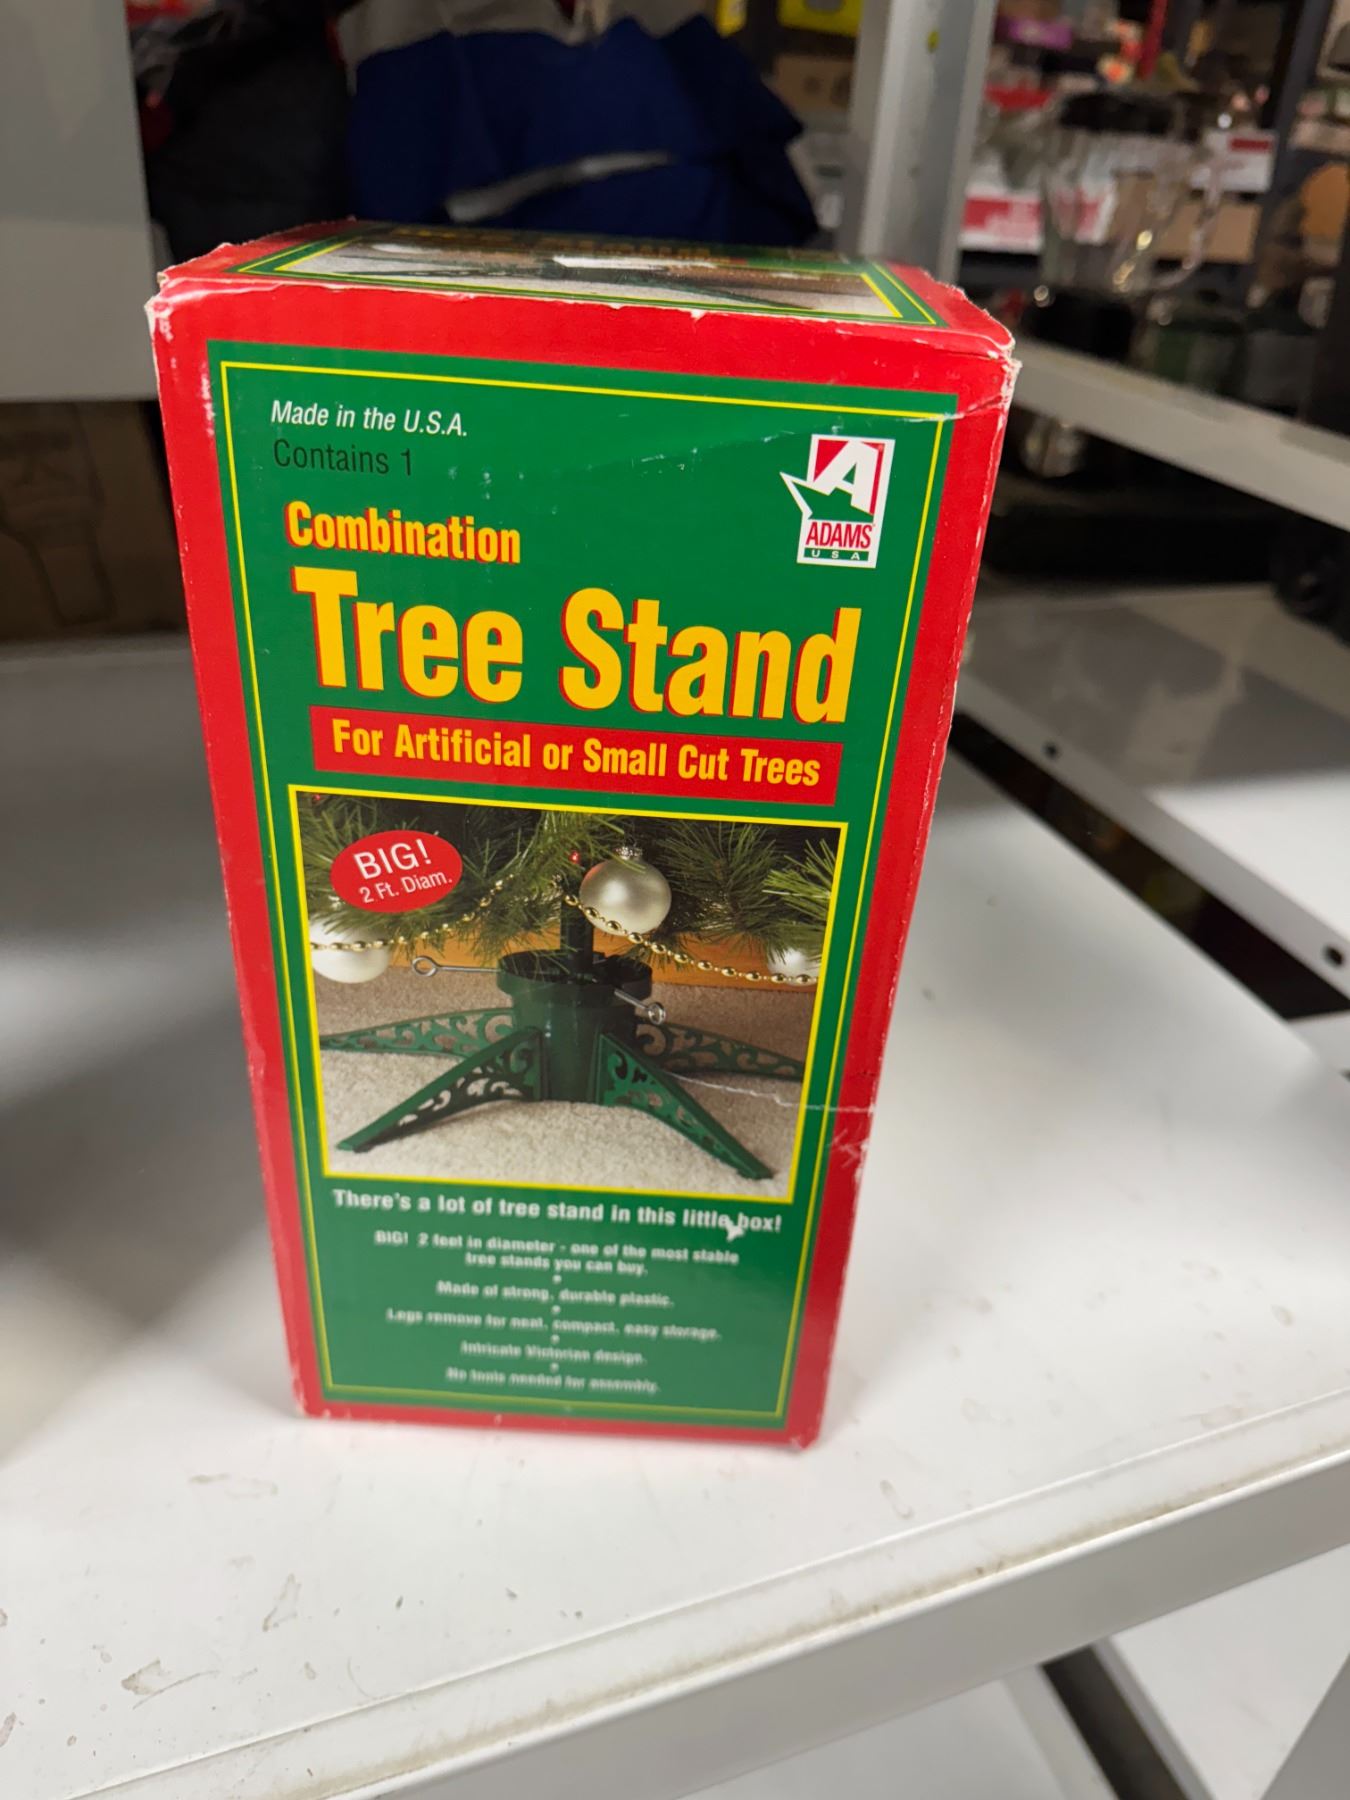 Made in the U.S.A.
Contains 1
A
ADAMS
USA
Combination
Tree Stand
For Artificial or Small Cut Trees
BIG!
2 Ft. Diam.
There's a lot of tree stand in this little box!
BIG! 2 feet in diameter - one of the most stable
tree stands you can buy.
•
Made of strong, durable plastic.
•
Legs remove for neat, compact, easy storage.
•
Intricate Victorian design.
•
No tools needed for assembly.